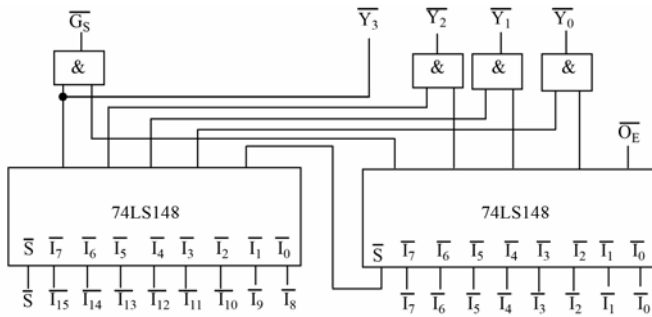 G̅S̅ Y̅₃ Y̅₂ Y̅₁ Y̅₀
& & & &
O̅E̅
74LS148 74LS148
S̅ I̅₇ I̅₆ I̅₅ I̅₄ I̅₃ I̅₂ I̅₁ I̅₀ S̅ I̅₇ I̅₆ I̅₅ I̅₄ I̅₃ I̅₂ I̅₁ I̅₀
S̅ I̅₁₅ I̅₁₄ I̅₁₃ I̅₁₂ I̅₁₁ I̅₁₀ I̅₉ I̅₈ I̅₇ I̅₆ I̅₅ I̅₄ I̅₃ I̅₂ I̅₁ I̅₀